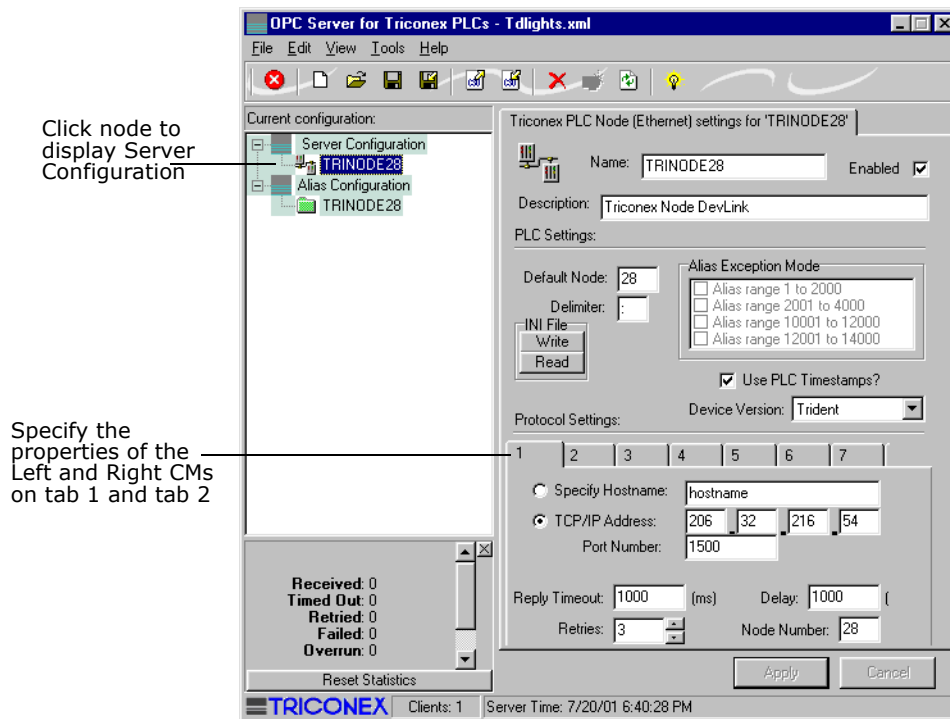 OPC Server for Triconex PLCs - Tdlights.xml
File Edit View Tools Help
Click node to
display Server
Configuration
Specify the
properties of the
Left and Right CMs
on tab 1 and tab 2
Current configuration:
Server Configuration
TRINODE28
Alias Configuration
TRINODE28
Received: 0
Timed Out: 0
Retried: 0
Failed: 0
Overrun: 0
Reset Statistics
Triconex PLC Node (Ethernet) settings for 'TRINODE28'
Name: TRINODE28 Enabled
Description: Triconex Node DevLink
PLC Settings:
Default Node: 28
Delimiter: :
INI File
Write
Read
Alias Exception Mode
Alias range 1 to 2000
Alias range 2001 to 4000
Alias range 10001 to 12000
Alias range 12001 to 14000
Use PLC Timestamps?
Device Version: Trident
Protocol Settings:
1 2 3 4 5 6 7
Specify Hostname: hostname
TCP/IP Address: 206 . 32 . 216 . 54
Port Number: 1500
Reply Timeout: 1000 (ms) Delay: 1000 (
Retries: 3 Node Number: 28
Apply Cancel
TRICONEX Clients: 1 Server Time: 7/20/01 6:40:28 PM